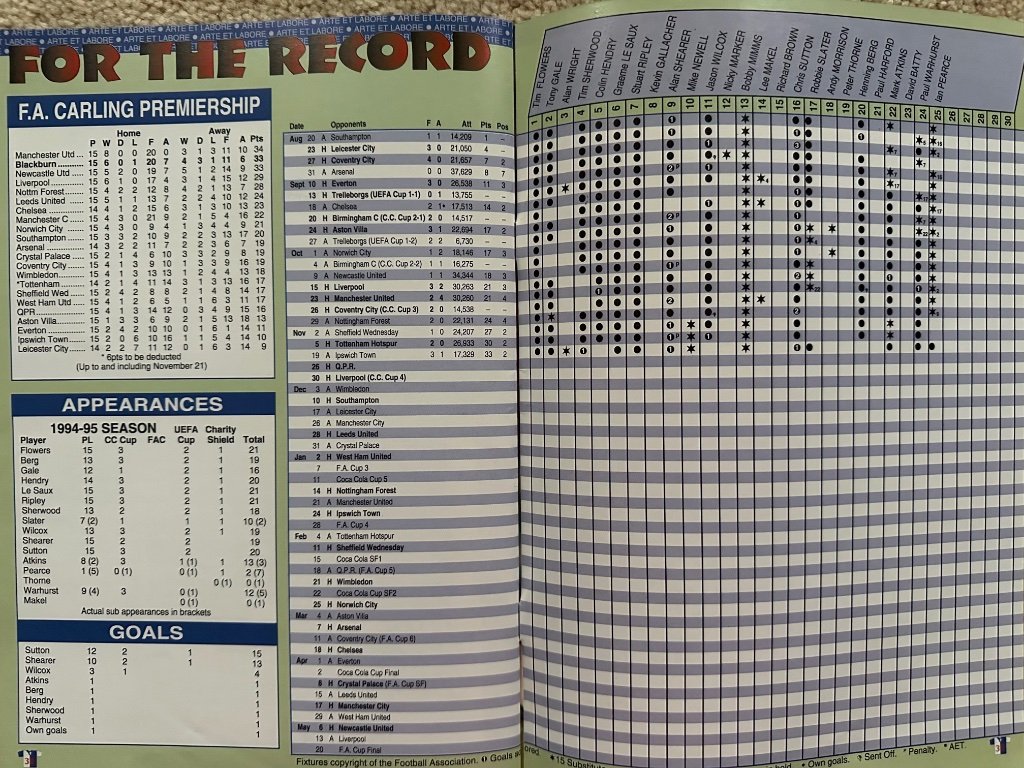 ARTE ET LABORE • ARTE ET LABORE • ARTE ET LABORE • ARTE ET LABORE
FOR THE RECORD
F.A. CARLING PREMIERSHIP
Home Away
P W D L F A W D L F A Pts
Manchester Utd ... 15 8 0 0 20 0 3 1 3 11 10 34
Blackburn 15 6 0 1 20 7 4 3 1 11 6 33
Newcastle Utd 15 5 2 0 19 7 5 1 2 14 9 33
Liverpool 15 6 1 0 17 4 3 1 4 15 12 29
Nottm Forest 15 4 2 2 12 8 4 2 1 13 7 28
Leeds United 15 5 1 1 13 7 2 2 4 10 12 24
Chelsea 14 4 1 2 15 6 3 1 3 10 13 23
Manchester C 15 4 3 0 21 9 2 1 5 4 16 22
Norwich City 15 4 3 0 9 4 1 3 4 4 9 21
Southampton 15 3 3 2 10 9 2 2 3 13 17 20
Arsenal 14 3 2 2 11 7 2 2 3 6 7 19
Crystal Palace 15 2 1 4 6 10 3 3 2 9 8 19
Coventry City 15 4 1 3 9 10 1 3 3 9 16 19
Wimbledon 15 4 1 3 13 13 1 2 4 4 13 18
*Tottenham 14 2 1 4 11 14 3 1 3 13 16 17
Sheffield Wed 15 2 4 2 8 8 2 1 4 8 14 17
West Ham Utd 15 4 1 2 6 5 1 1 6 3 11 17
QPR 15 4 1 3 14 12 0 3 4 9 15 16
Aston Villa 15 1 3 3 6 9 2 1 5 13 18 13
Everton 15 2 4 2 10 10 0 1 6 1 14 11
Ipswich Town 15 2 1 4 7 11 1 6 5 14 10
Leicester City 14 2 2 7 11 12 0 1 6 3 14 9
* 6pts to be deducted
(Up to and including November 21)
APPEARANCES
1994-95 SEASON UEFA Charity
Player PL CC Cup FAC Cup Shield Total
Flowers 15 3 2 1 21
Berg 13 3 2 1 19
Gale 12 1 2 1 16
Hendry 14 3 2 1 20
Le Saux 15 3 2 1 21
Ripley 15 3 2 1 21
Sherwood 13 2 2 1 18
Slater 7 (2) 1 1 1 10 (2)
Wilcox 13 3 2 1 19
Shearer 15 2 2 19
Sutton 15 3 2 20
Atkins 8 (2) 3 1 (1) 1 13 (3)
Pearce 1 (5) 0 (1) 0 (1) 1 2 (7)
Thorne 0 (1) 0 (1)
Warhurst 9 (4) 3 0 (1) 12 (5)
Makel 0 (1) 0 (1)
Actual sub appearances in brackets
GOALS
Sutton 12 2 1 15
Shearer 10 2 1 13
Wilcox 3 1 4
Atkins 1 1
Berg 1 1
Hendry 1 1
Sherwood 1 1
Warhurst 1 1
Own goals 1 1
Date Opponents F A Att Pts Pos
Aug 20 A Southampton 1 1 14,209 1 –
23 H Leicester City 3 0 21,050 4 –
27 H Coventry City 4 0 21,657 7 2
31 A Arsenal 0 0 37,629 8 7
Sept 10 H Everton 3 0 26,538 11 3
13 H Trelleborgs (UEFA Cup 1-1) 0 1 13,755 – –
18 A Chelsea 2 1* 17,513 14 2
20 H Birmingham C (C.C. Cup 2-1) 2 0 14,517 – –
24 H Aston Villa 3 1 22,694 17 2
27 A Trelleborgs (UEFA Cup 1-2) 2 2 6,730 – –
Oct 1 A Norwich City 1 2 18,146 17 3
4 A Birmingham C (C.C. Cup 2-2) 1 1 16,275 – –
9 A Newcastle United 1 1 34,344 18 3
15 H Liverpool 3 2 30,263 21 3
23 H Manchester United 2 4 30,260 21 4
26 H Coventry City (C.C. Cup 3) 2 0 14,538 – –
29 A Nottingham Forest 2 0 22,131 24 4
Nov 2 A Sheffield Wednesday 1 0 24,207 27 2
5 H Tottenham Hotspur 2 0 26,933 30 2
19 A Ipswich Town 3 1 17,329 33 2
26 H Q.P.R.
30 H Liverpool (C.C. Cup 4)
Dec 3 A Wimbledon
10 H Southampton
17 A Leicester City
26 A Manchester City
28 H Leeds United
31 A Crystal Palace
Jan 2 H West Ham United
7 F.A. Cup 3
11 Coca Cola Cup 5
14 H Nottingham Forest
21 A Manchester United
24 H Ipswich Town
28 F.A. Cup 4
Feb 4 A Tottenham Hotspur
11 H Sheffield Wednesday
15 Coca Cola SF1
18 A Q.P.R. (F.A. Cup 5)
21 H Wimbledon
22 Coca Cola Cup SF2
25 H Norwich City
Mar 4 A Aston Villa
7 H Arsenal
11 A Coventry City (F.A. Cup 6)
18 H Chelsea
Apr 1 A Everton
2 Coca Cola Cup Final
8 H Crystal Palace (F.A. Cup SF)
15 A Leeds United
17 H Manchester City
29 A West Ham United
May 6 H Newcastle United
13 A Liverpool
20 F.A. Cup Final
Fixtures copyright of the Football Association.
Tim FLOWERS
Tony GALE
Alan WRIGHT
Tim SHERWOOD
Colin HENDRY
Graeme LE SAUX
Stuart RIPLEY
Kevin GALLACHER
Alan SHEARER
Mike NEWELL
Jason WILCOX
Nicky MARKER
Bobby MIMMS
Lee MAKEL
Richard BROWN
Chris SUTTON
Robbie SLATER
Andy MORRISON
Peter THORNE
Henning BERG
Paul HARFORD
Mark ATKINS
David BATTY
Paul WARHURST
Ian PEARCE
1 2 3 4 5 6 7 8 9 10 11 12 13 14 15 16 17 18 19 20 21 22 23 24 25 26 27 28 29 30
* Own goals. Sent Off. * Penalty. * AET.